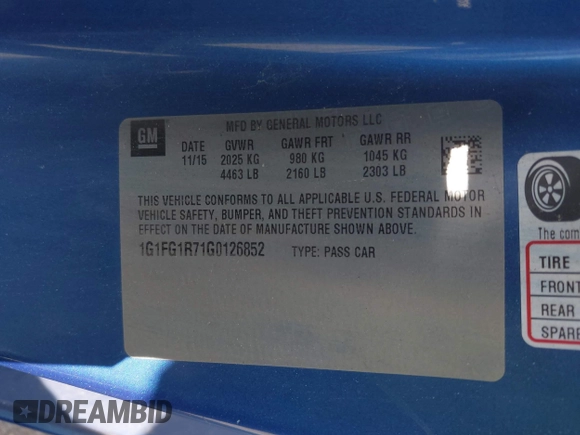 GM
MFD BY GENERAL MOTORS LLC
DATE GVWR GAWR FRT GAWR RR
11/15 2025 KG 980 KG 1045 KG
4463 LB 2160 LB 2303 LB
THIS VEHICLE CONFORMS TO ALL APPLICABLE U.S. FEDERAL MOTOR
VEHICLE SAFETY, BUMPER, AND THEFT PREVENTION STANDARDS IN
EFFECT ON THE DATE OF MANUFACTURE SHOWN ABOVE.
1G1FG1R71G0126852 TYPE: PASS CAR
The com
TIRE
FRONT
REAR
SPARE
DREAMBID